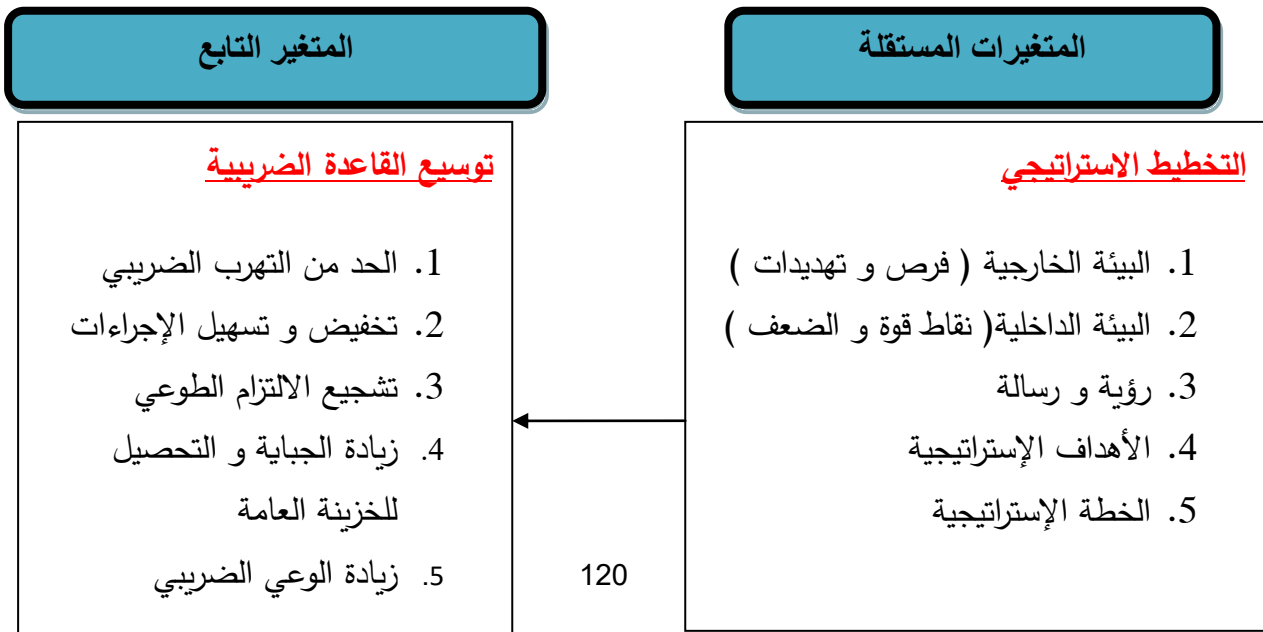 المتغيرات المستقلة
التخطيط الاستراتيجي
1. البيئة الخارجية ( فرص و تهديدات )
2. البيئة الداخلية( نقاط قوة و الضعف )
3. رؤية و رسالة
4. الأهداف الإستراتيجية
5. الخطة الإستراتيجية
المتغير التابع
توسيع القاعدة الضريبية
1. الحد من التهرب الضريبي
2. تخفيض و تسهيل الإجراءات
3. تشجيع الالتزام الطوعي
4. زيادة الجباية و التحصيل
للخزينة العامة
5. زيادة الوعي الضريبي
120